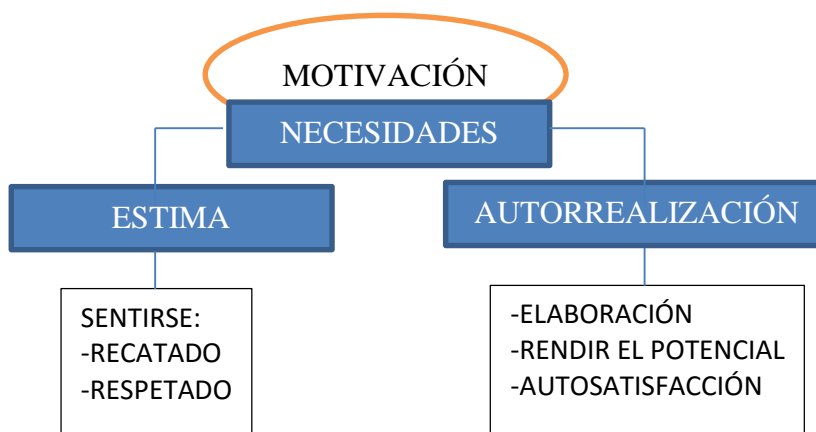 MOTIVACIÓN
NECESIDADES
ESTIMA
AUTORREALIZACIÓN
SENTIRSE:
-RECATADO
-RESPETADO
-ELABORACIÓN
-RENDIR EL POTENCIAL
-AUTOSATISFACCIÓN